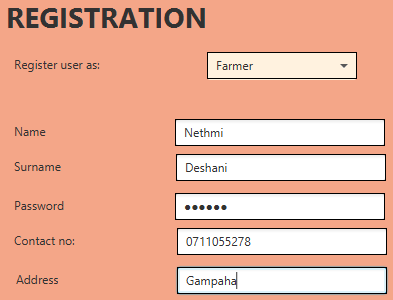 REGISTRATION
Register user as: Farmer
Name Nethmi
Surname Deshani
Password ●●●●●●
Contact no: 0711055278
Address Gampaha